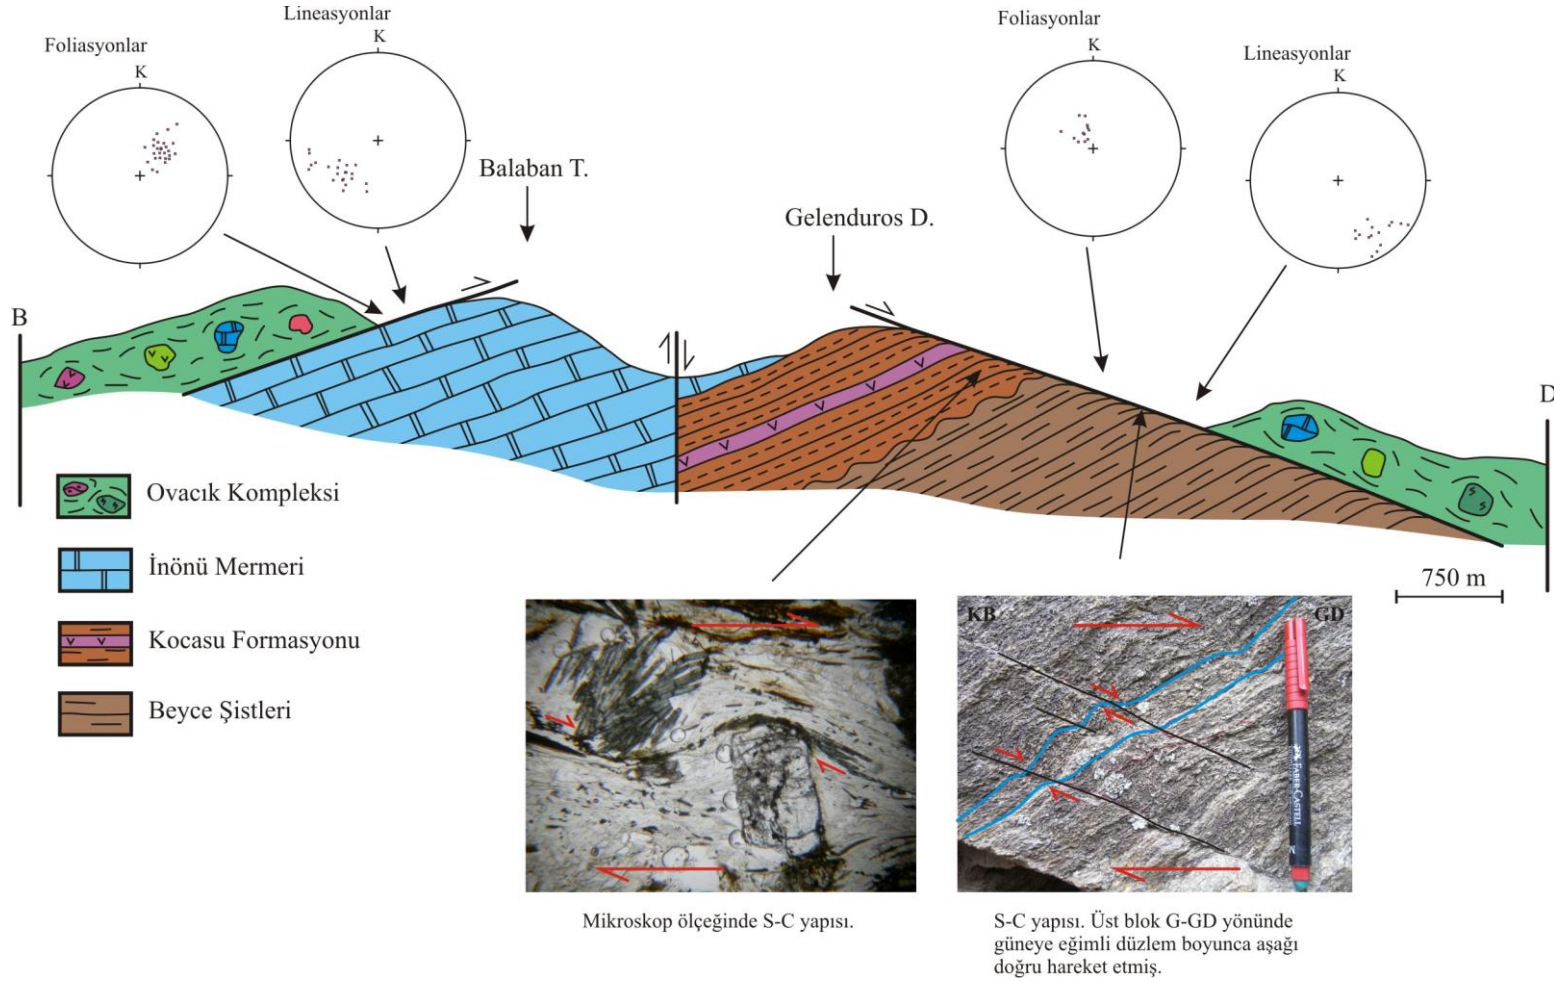 Foliasyonlar
K
Lineasyonlar
K
Balaban T.
Gelenduros D.
Foliasyonlar
K
Lineasyonlar
K
B
D
Ovacık Kompleksi
İnönü Mermeri
Kocasu Formasyonu
Beyce Şistleri
750 m
KB
GD
FABER-CASTELL
Mikroskop ölçeğinde S-C yapısı.
S-C yapısı. Üst blok G-GD yönünde
güneye eğimli düzlem boyunca aşağı
doğru hareket etmiş.